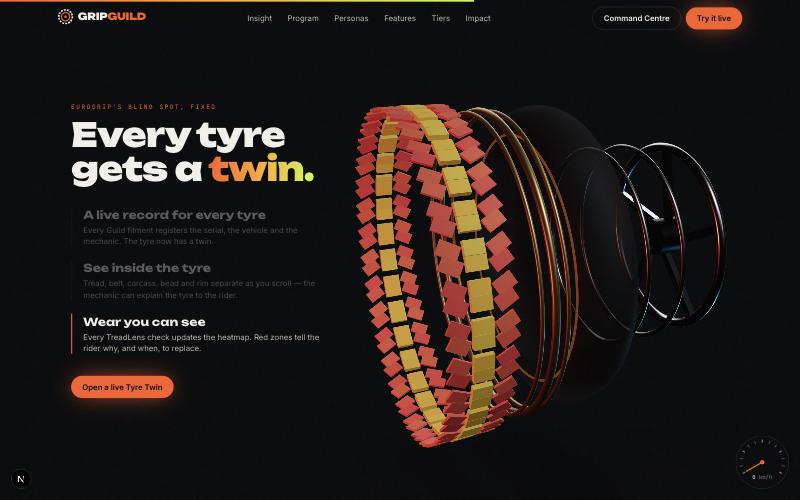 GRIPGUILD
Insight
Program
Personas
Features
Tiers
Impact
Command Centre
Try it live
EUROGRIP'S BLIND SPOT, FIXED
Every tyre
gets a twin.
A live record for every tyre
Every Guild fitment registers the serial, the vehicle and the
mechanic. The tyre now has a twin.
See inside the tyre
Tread, belt, carcass, bead and rim separate as you scroll — the
mechanic can explain the tyre to the rider.
Wear you can see
Every TreadLens check updates the heatmap. Red zones tell the
rider why, and when, to replace.
Open a live Tyre Twin
N
0 km/h